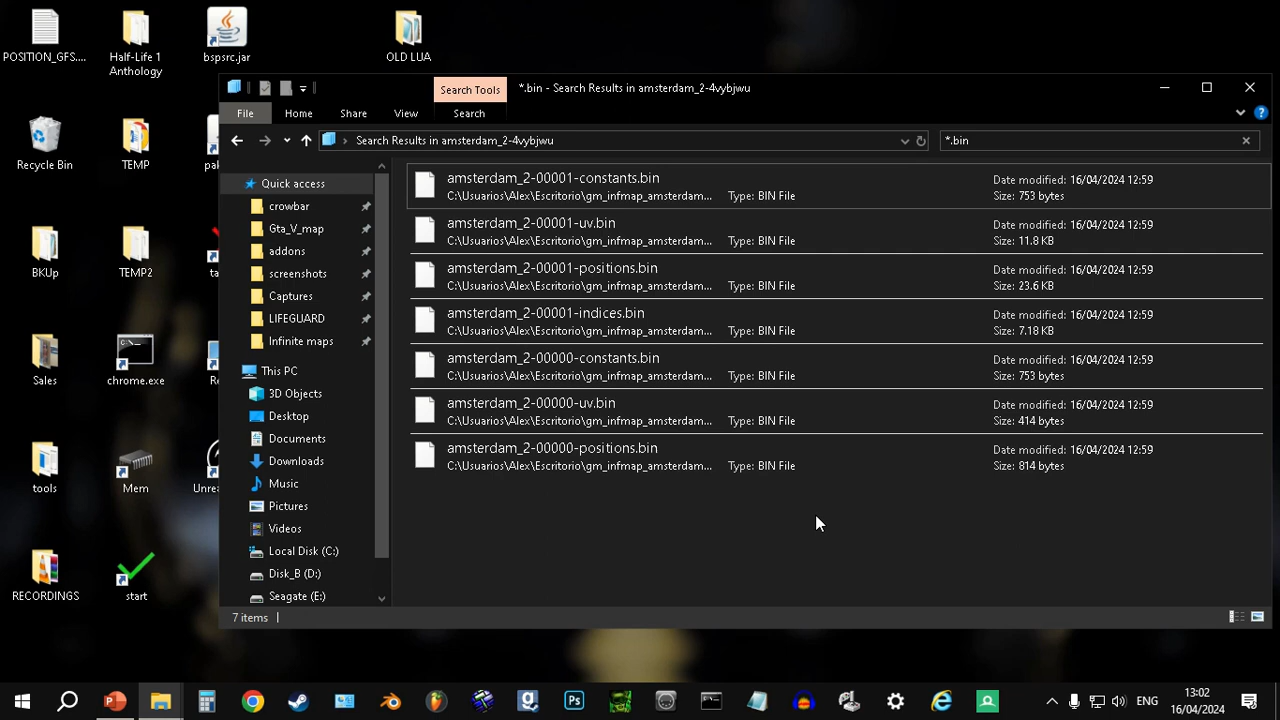 POSITION_GFS....
Half-Life 1
Anthology
bspsrc.jar
OLD LUA
Search Tools
*.bin - Search Results in amsterdam_2-4vybjwu
File
Home
Share
View
Search
Search Results in amsterdam_2-4vybjwu
*.bin
Recycle Bin
TEMP
pak
BKUp
TEMP2
ta
Sales
chrome.exe
Re
tools
Mem
Unrea
RECORDINGS
start
Quick access
crowbar
Gta_V_map
addons
screenshots
Captures
LIFEGUARD
Infinite maps
This PC
3D Objects
Desktop
Documents
Downloads
Music
Pictures
Videos
Local Disk (C:)
Disk_B (D:)
Seagate (E:)
amsterdam_2-00001-constants.bin
Date modified: 16/04/2024 12:59
C:\Usuarios\Alex\Escritorio\gm_infmap_amsterdam... Type: BIN File Size: 753 bytes
amsterdam_2-00001-uv.bin
Date modified: 16/04/2024 12:59
C:\Usuarios\Alex\Escritorio\gm_infmap_amsterdam... Type: BIN File Size: 11.8 KB
amsterdam_2-00001-positions.bin
Date modified: 16/04/2024 12:59
C:\Usuarios\Alex\Escritorio\gm_infmap_amsterdam... Type: BIN File Size: 23.6 KB
amsterdam_2-00001-indices.bin
Date modified: 16/04/2024 12:59
C:\Usuarios\Alex\Escritorio\gm_infmap_amsterdam... Type: BIN File Size: 7.18 KB
amsterdam_2-00000-constants.bin
Date modified: 16/04/2024 12:59
C:\Usuarios\Alex\Escritorio\gm_infmap_amsterdam... Type: BIN File Size: 753 bytes
amsterdam_2-00000-uv.bin
Date modified: 16/04/2024 12:59
C:\Usuarios\Alex\Escritorio\gm_infmap_amsterdam... Type: BIN File Size: 414 bytes
amsterdam_2-00000-positions.bin
Date modified: 16/04/2024 12:59
C:\Usuarios\Alex\Escritorio\gm_infmap_amsterdam... Type: BIN File Size: 814 bytes
7 items
Ps
ENG
13:02
16/04/2024